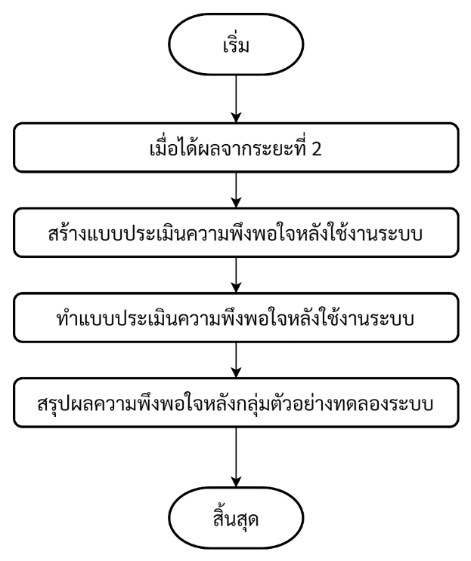 เริ่ม
เมื่อได้ผลจากระยะที่ 2
สร้างแบบประเมินความพึงพอใจหลังใช้งานระบบ
ทำแบบประเมินความพึงพอใจหลังใช้งานระบบ
สรุปผลความพึงพอใจหลังกลุ่มตัวอย่างทดลองระบบ
สิ้นสุด